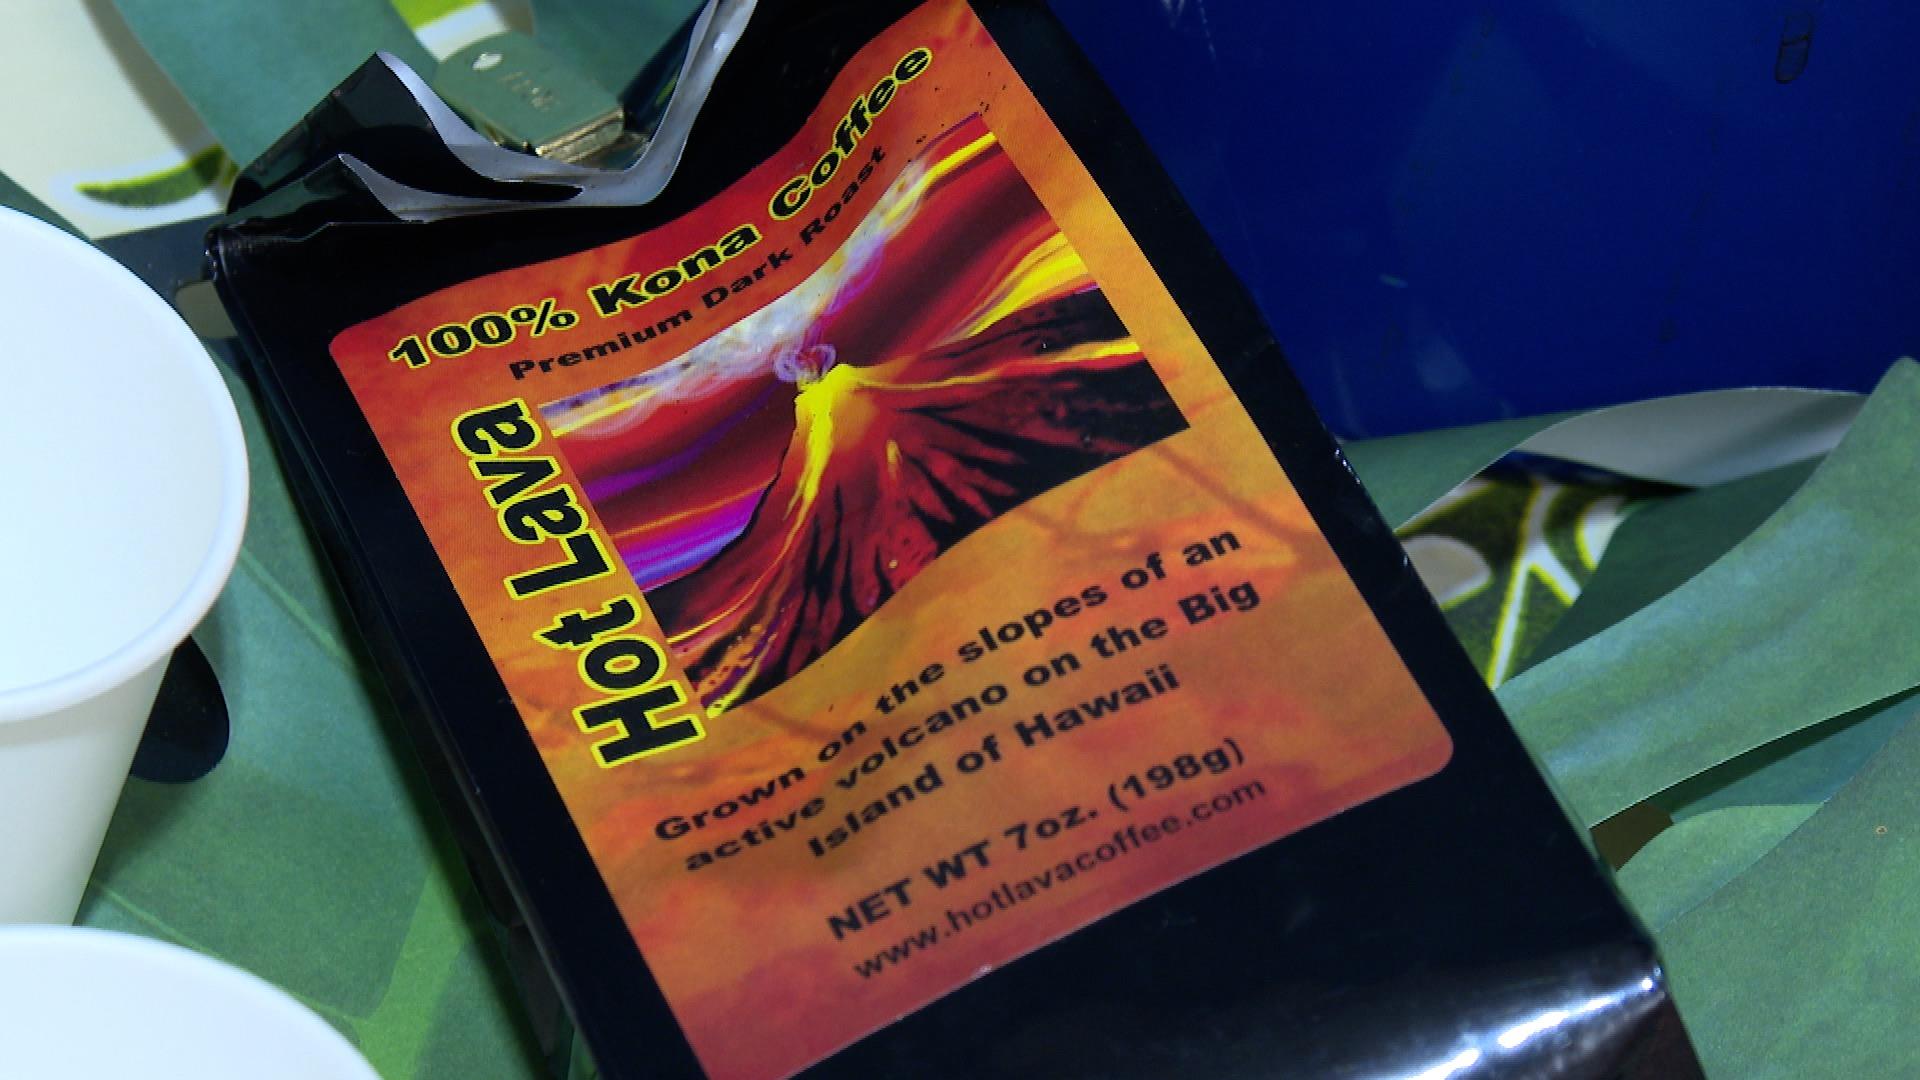 100% Kona Coffee
Premium Dark Roast
Hot Lava
Grown on the slopes of an
active volcano on the Big
Island of Hawaii
NET WT 7oz. (198g)
www.hotlavacoffee.com